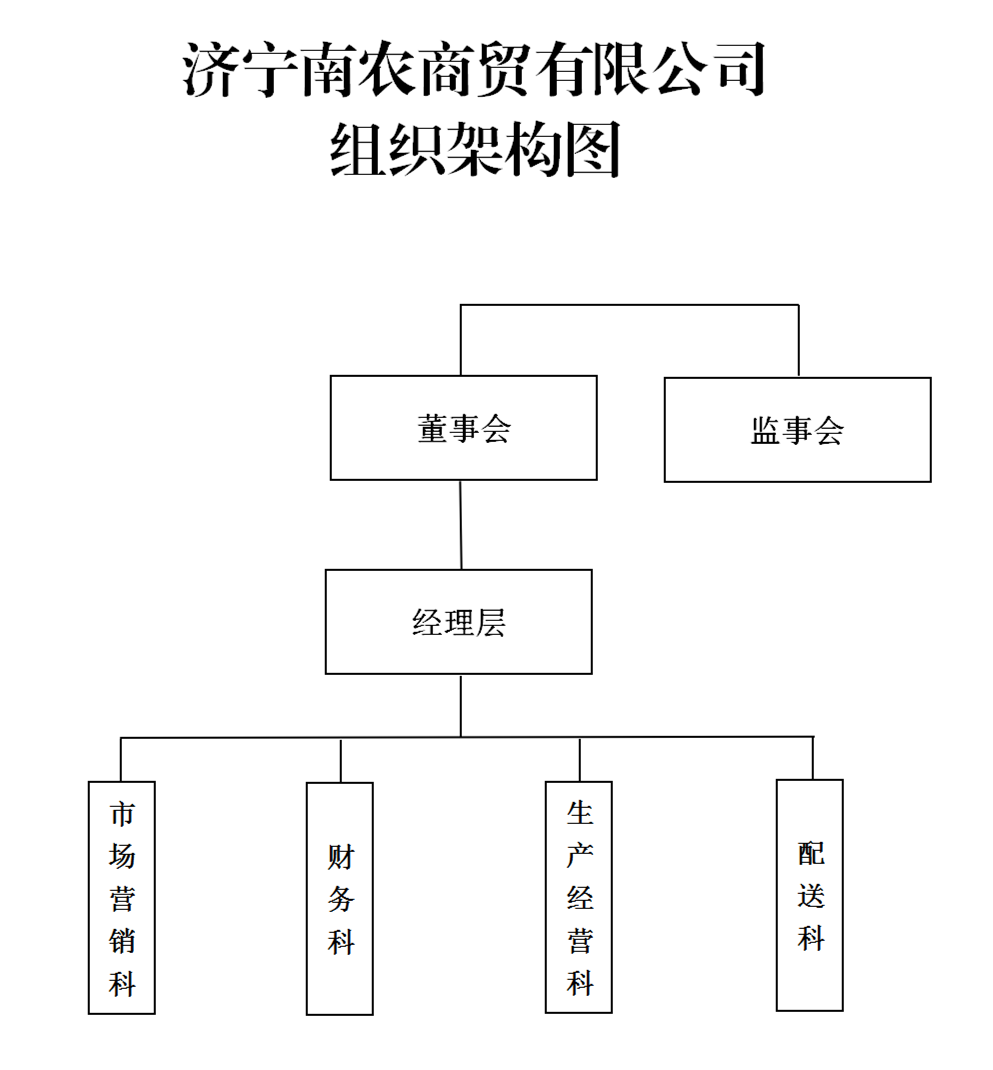 济宁南农商贸有限公司
组织架构图
董事会
监事会
经理层
市场营销科
财务科
生产经营科
配送科